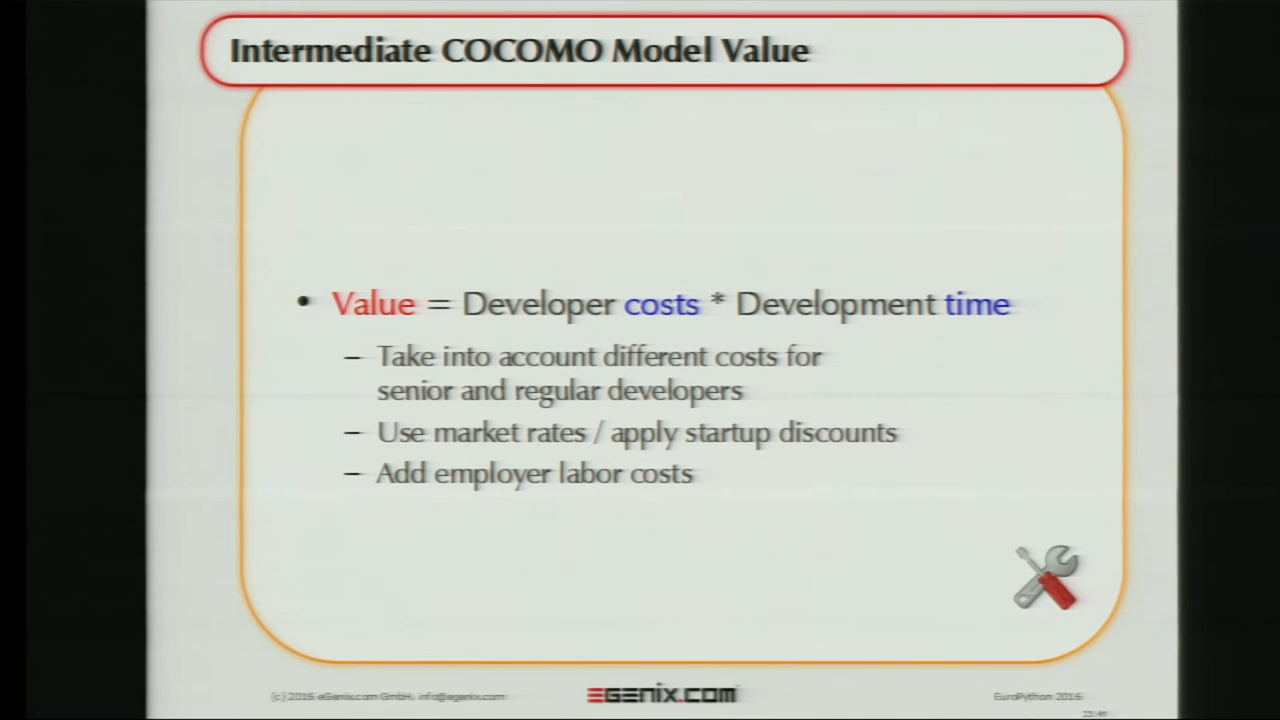 Intermediate COCOMO Model Value
• Value = Developer costs * Development time
– Take into account different costs for
senior and regular developers
– Use market rates / apply startup discounts
– Add employer labor costs
(c) 2016 eGenix.com GmbH, info@egenix.com
EGENIX.COM
EuroPython 2016